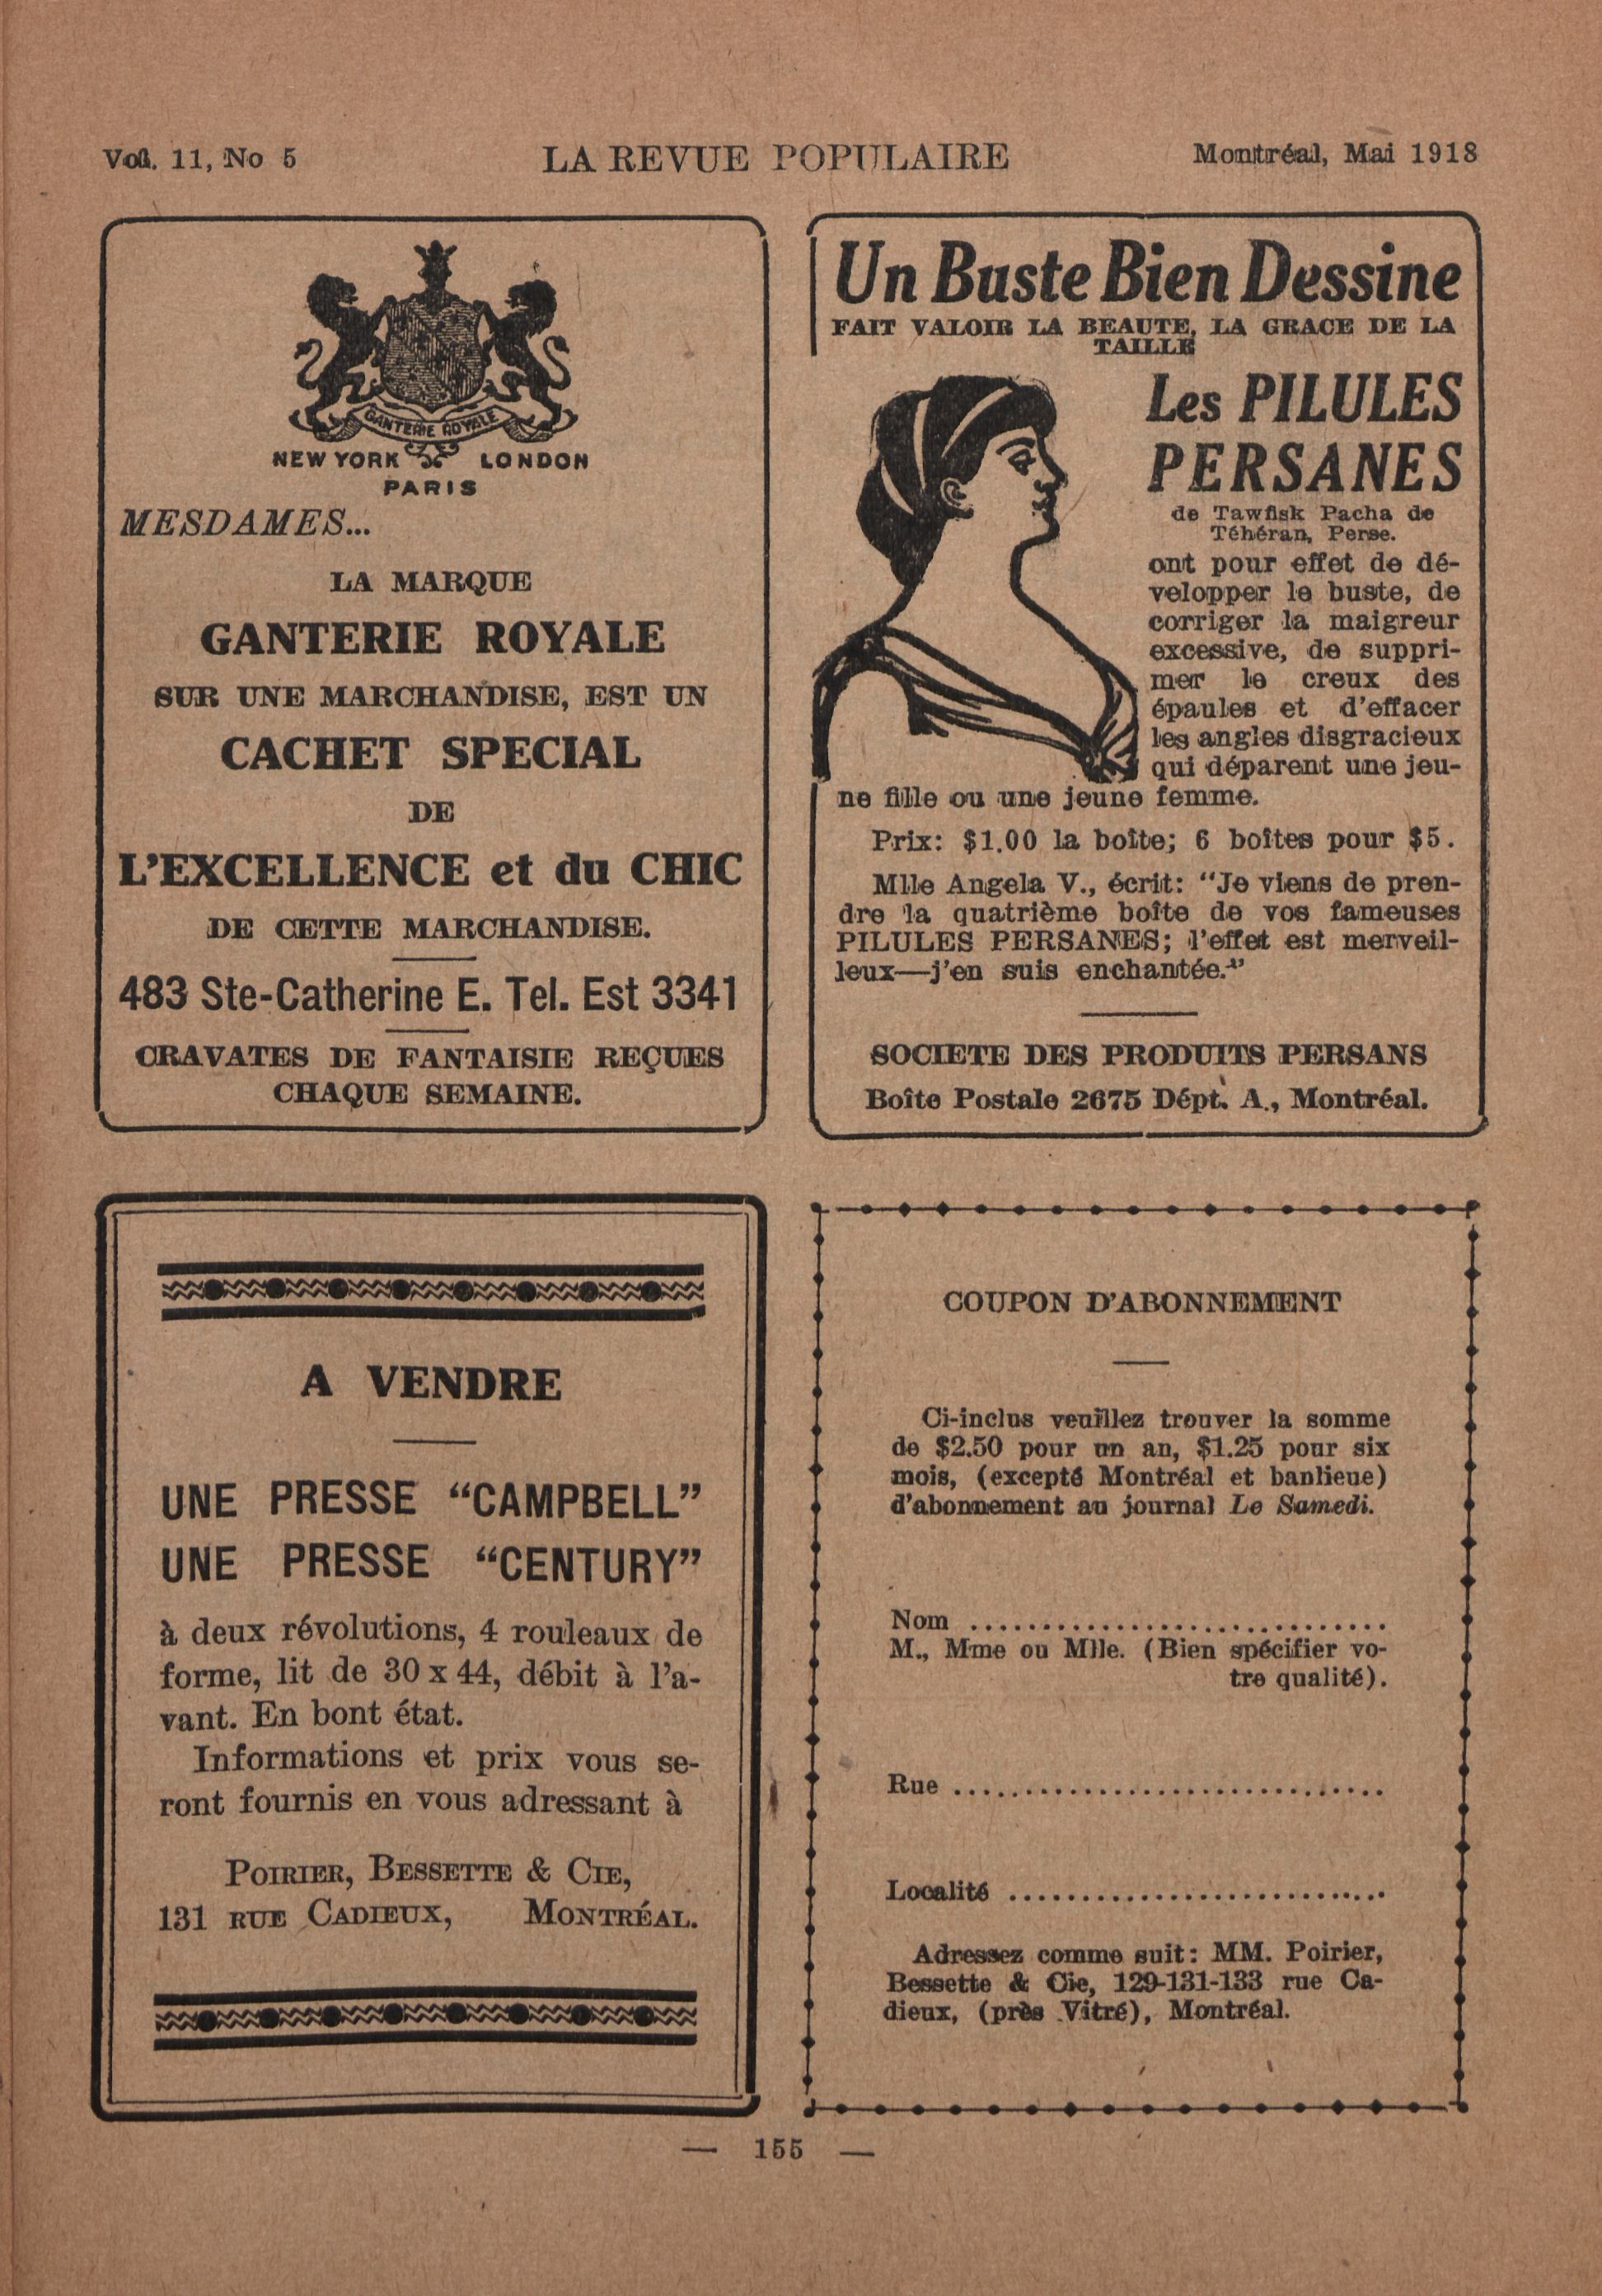 Vol. 11, No 5
LA REVUE POPULAIRE
Montréal, Mai 1918
GANTERIE ROYALE
NEW YORK LONDON
PARIS
MESDAMES...
LA MARQUE
GANTERIE ROYALE
SUR UNE MARCHANDISE, EST UN
CACHET SPECIAL
DE
L'EXCELLENCE et du CHIC
DE CETTE MARCHANDISE.
483 Ste-Catherine E. Tel. Est 3341
CRAVATES DE FANTAISIE REÇUES
CHAQUE SEMAINE.
Un Buste Bien Dessine
FAIT VALOIR LA BEAUTE, LA GRACE DE LA
TAILLE
Les PILULES
PERSANES
de Tawfisk Pacha de
Téhéran, Perse.
ont pour effet de dé-
velopper le buste, de
corriger la maigreur
excessive, de suppri-
mer le creux des
épaules et d'effacer
les angles disgracieux
qui déparent une jeu-
ne fille ou une jeune femme.
Prix: $1.00 la boîte; 6 boîtes pour $5.
Mlle Angela V., écrit: "Je viens de pren-
dre la quatrième boîte de vos fameuses
PILULES PERSANES; l'effet est merveil-
leux—j'en suis enchantée."
SOCIETE DES PRODUITS PERSANS
Boîte Postale 2675 Dépt. A., Montréal.
A VENDRE
UNE PRESSE "CAMPBELL"
UNE PRESSE "CENTURY"
à deux révolutions, 4 rouleaux de
forme, lit de 30 x 44, débit à l'a-
vant. En bont état.
Informations et prix vous se-
ront fournis en vous adressant à
POIRIER, BESSETTE & CIE,
131 RUE CADIEUX, MONTRÉAL.
COUPON D'ABONNEMENT
Ci-inclus veuillez trouver la somme
de $2.50 pour un an, $1.25 pour six
mois, (excepté Montréal et banlieue)
d'abonnement au journal Le Samedi.
Nom ..............................
M., Mme ou Mlle. (Bien spécifier vo-
tre qualité).
Rue ..............................
Localité ...........................
Adressez comme suit: MM. Poirier,
Bessette & Cie, 129-131-133 rue Ca-
dieux, (près Vitré), Montréal.
— 155 —